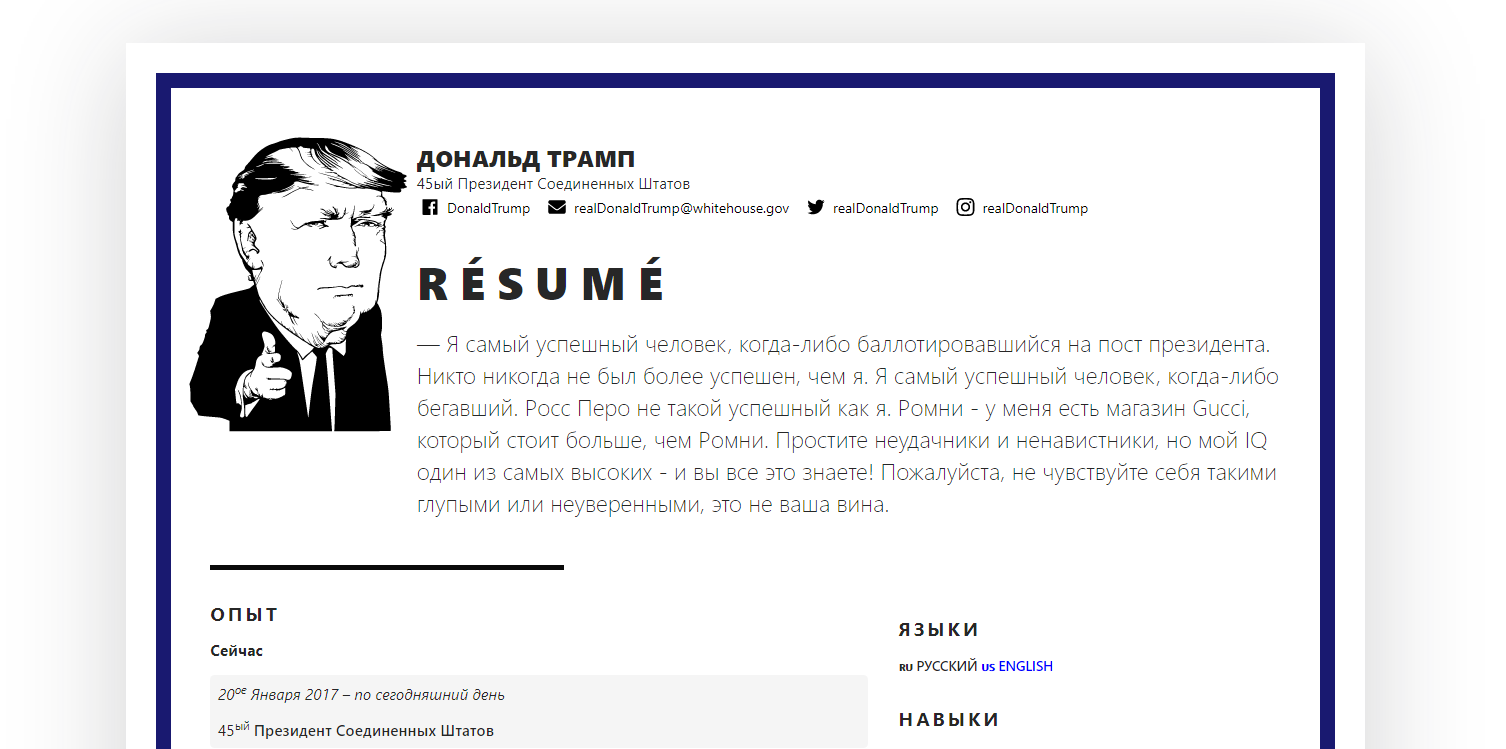 ДОНАЛЬД ТРАМП
45ый Президент Соединенных Штатов
DonaldTrump realDonaldTrump@whitehouse.gov realDonaldTrump realDonaldTrump
RÉSUMÉ
— Я самый успешный человек, когда-либо баллотировавшийся на пост президента.
Никто никогда не был более успешен, чем я. Я самый успешный человек, когда-либо
бегавший. Росс Перо не такой успешный как я. Ромни - у меня есть магазин Gucci,
который стоит больше, чем Ромни. Простите неудачники и ненавистники, но мой IQ
один из самых высоких - и вы все это знаете! Пожалуйста, не чувствуйте себя такими
глупыми или неуверенными, это не ваша вина.
ОПЫТ
Сейчас
20ое Января 2017 – по сегодняшний день
45ый Президент Соединенных Штатов
ЯЗЫКИ
RU РУССКИЙ US ENGLISH
НАВЫКИ